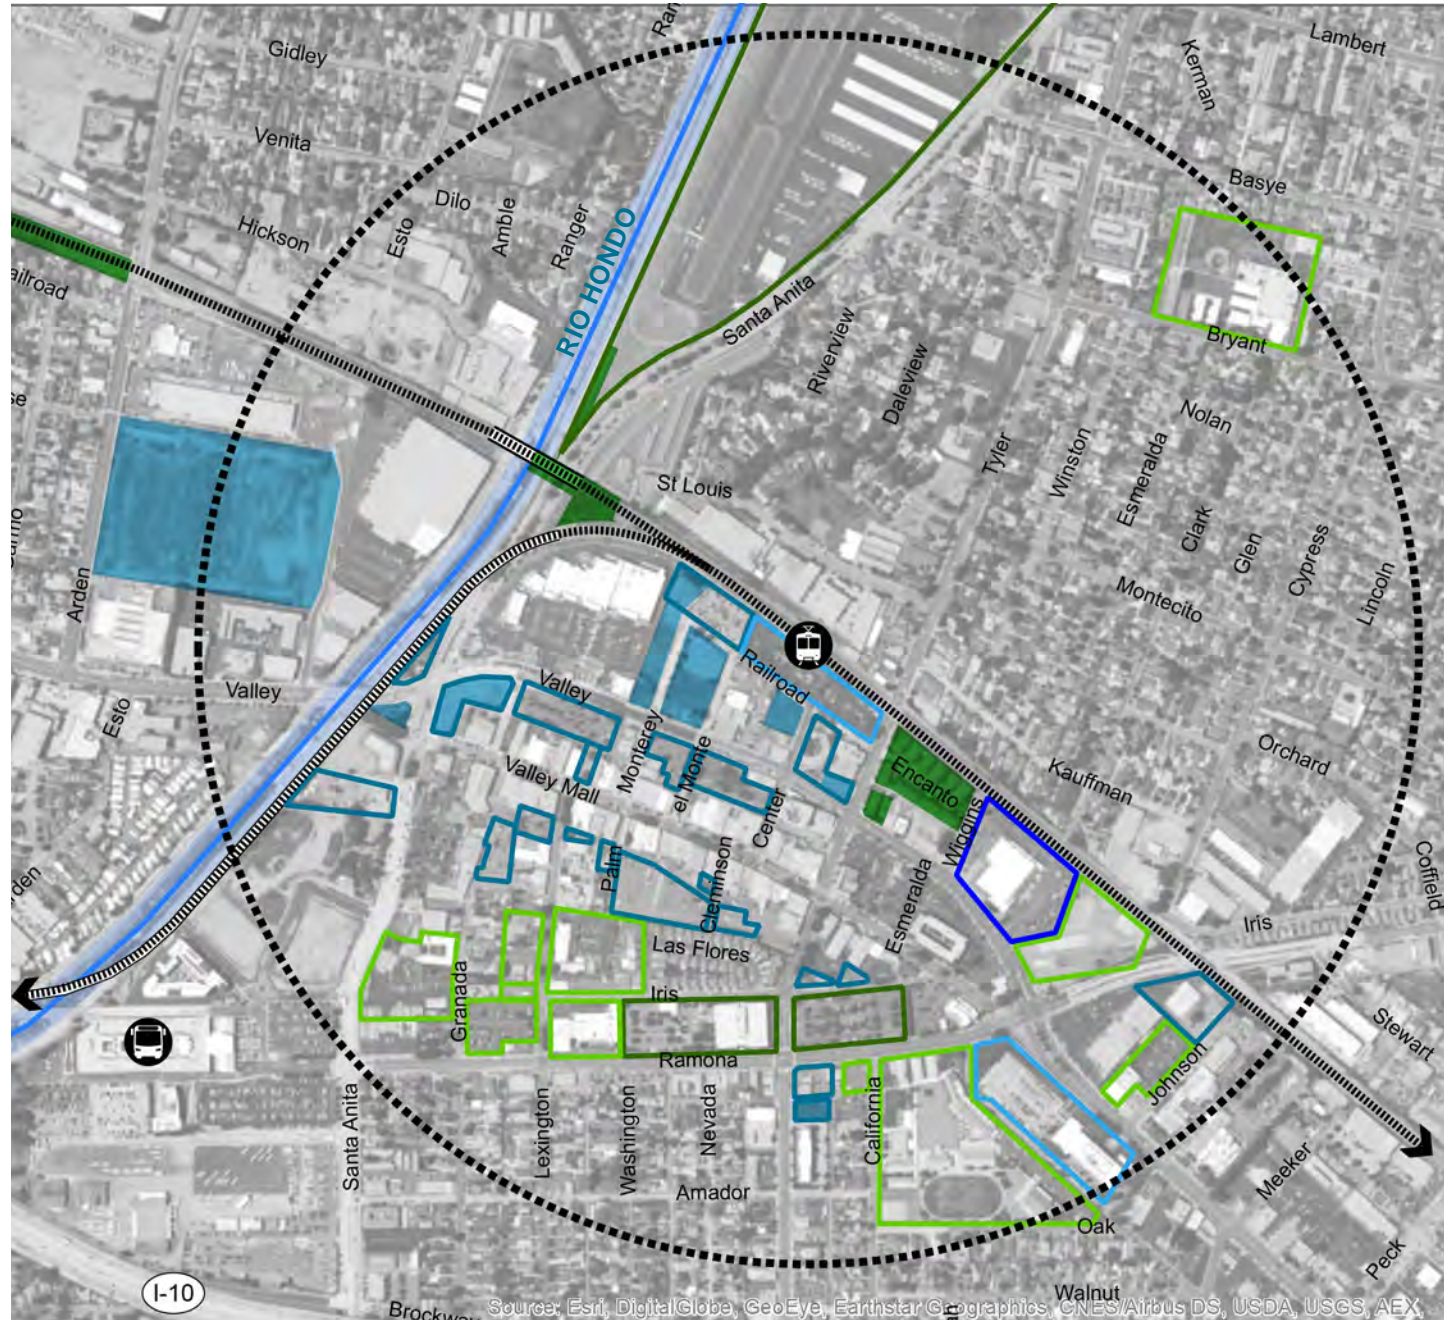 Lambert
Gidley
Kerman
Venita
Basye
Dilo
Amble
Ranger
Esto
Hickson
RIO HONDO
Santa Anita
Riverview
Daleview
Bryant
Nolan
Tyler
Winston
Esmeralda
Clark
Glen
Cypress
Lincoln
St Louis
Montecito
Arden
Valley
Esto
Railroad
Valley
Monterey
el Monte
Valley Mall
Center
Encanto
Kauffman
Orchard
Wiggins
Palm
Cleminson
Esmeralda
Coffield
Iris
Las Flores
Granada
Iris
Ramona
Stewart
Johnson
Santa Anita
Lexington
Washington
Nevada
California
Amador
Meeker
Oak
Peck
I-10
Walnut
Source: Esri, DigitalGlobe, GeoEye, Earthstar Geographics, CNES/Airbus DS, USDA, USGS, AEX,